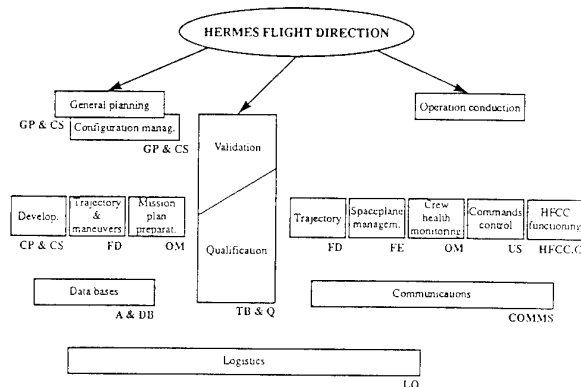 HERMES FLIGHT DIRECTION
General planning
GP & CS
Configuration manag.
GP & CS
Operation conduction
Validation
Qualification
TB & Q
Develop.
CP & CS
Trajectory
&
maneuvers
FD
Mission
plan
preparat.
OM
Trajectory
FD
Spaceplane
managem.
FE
Crew
health
monitoring
OM
Commands
control
US
HFCC
functioning
HFCC.O
Data bases
A & DB
Communications
COMMS
Logistics
LO